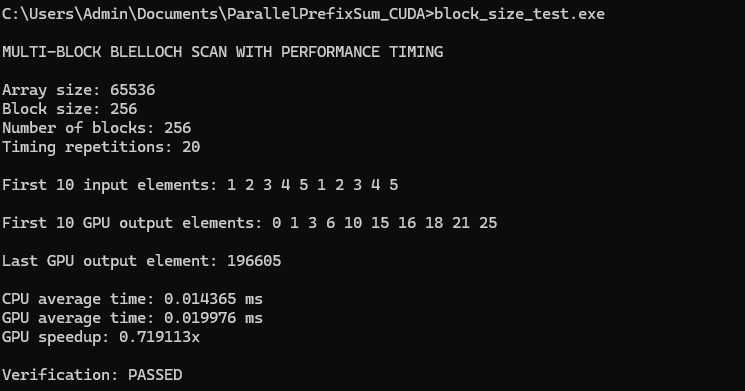 C:\Users\Admin\Documents\ParallelPrefixSum_CUDA>block_size_test.exe
MULTI-BLOCK BLELLOCH SCAN WITH PERFORMANCE TIMING
Array size: 65536
Block size: 256
Number of blocks: 256
Timing repetitions: 20
First 10 input elements: 1 2 3 4 5 1 2 3 4 5
First 10 GPU output elements: 0 1 3 6 10 15 16 18 21 25
Last GPU output element: 196605
CPU average time: 0.014365 ms
GPU average time: 0.019976 ms
GPU speedup: 0.719113x
Verification: PASSED